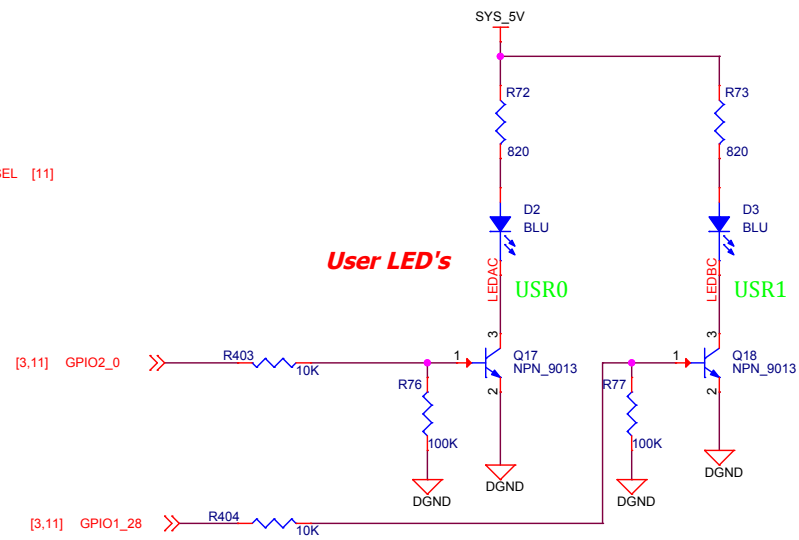 SYS_5V
R72
R73
820
820
SEL [11]
D2
BLU
D3
BLU
User LED's
LEDAC
USR0
LEDBC
USR1
3
3
[3,11] GPIO2_0
R403
10K
1
Q17
NPN_9013
1
Q18
NPN_9013
R76
2
R77
2
100K
100K
DGND
DGND
DGND
DGND
[3,11] GPIO1_28
R404
10K